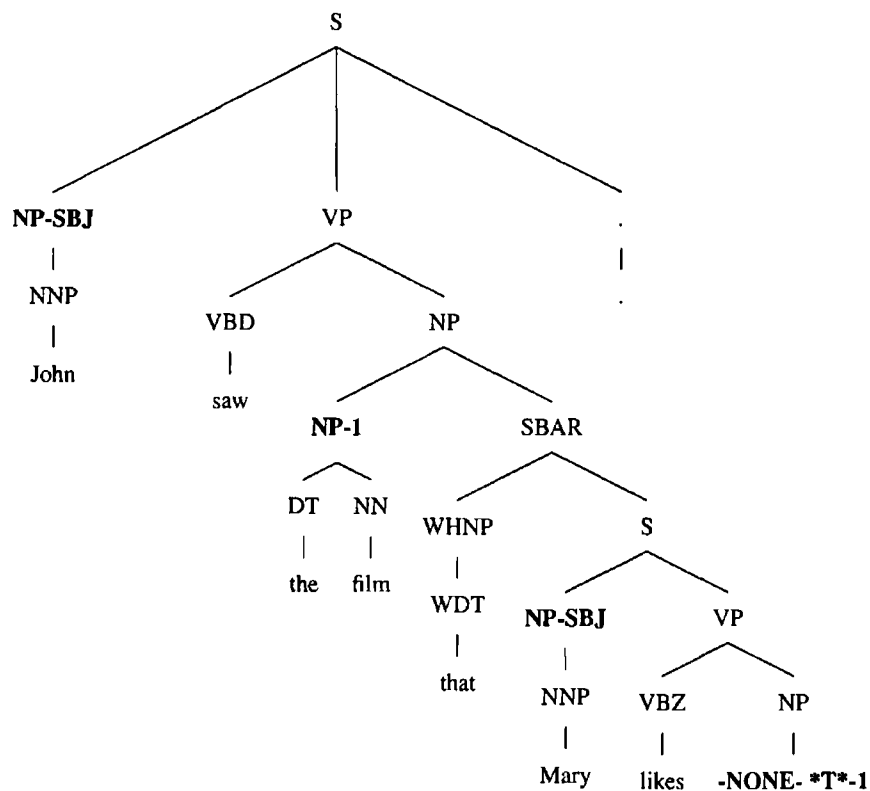 S
NP-SBJ VP .
NNP VBD NP .
John saw
NP-1 SBAR
DT NN WHNP S
the film WDT NP-SBJ VP
that NNP VBZ NP
Mary likes -NONE- *T*-1